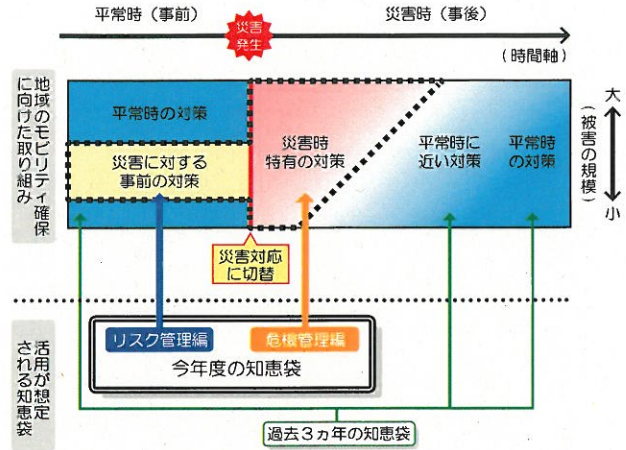 平常時（事前）
災害時（事後）
災害
発生
（時間軸）
地域のモビリティ確保
に向けた取り組み
平常時の対策
災害に対する
事前の対策
災害時
特有の対策
平常時に
近い対策
平常時
の対策
大
（被害の規模）
小
災害対応
に切替
活用が想定
される知恵袋
リスク管理編
危機管理編
今年度の知恵袋
過去３ヵ年の知恵袋